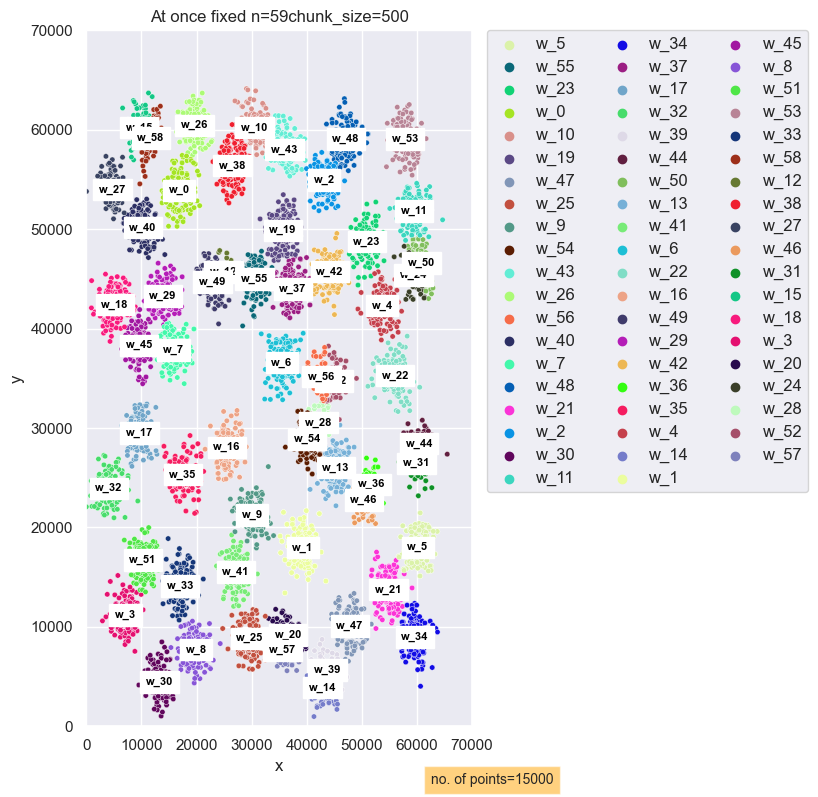 At once fixed n=59chunk_size=500
70000
60000
50000
40000
30000
20000
10000
0
y
0 10000 20000 30000 40000 50000 60000 70000
x
no. of points=15000
w_26
w_10
w_58
w_48
w_53
w_43
w_38
w_2
w_27
w_0
w_11
w_40
w_19
w_23
w_50
w_42
w_55
w_49
w_37
w_29
w_18
w_4
w_45
w_7
w_6
w_56
w_22
w_28
w_17
w_54
w_44
w_16
w_31
w_13
w_35
w_36
w_32
w_46
w_9
w_1
w_5
w_51
w_41
w_33
w_21
w_3
w_47
w_20
w_25
w_34
w_57
w_8
w_39
w_30
w_14
w_5 w_34 w_45
w_55 w_37 w_8
w_23 w_17 w_51
w_0 w_32 w_53
w_10 w_39 w_33
w_19 w_44 w_58
w_47 w_50 w_12
w_25 w_13 w_38
w_9 w_41 w_27
w_54 w_6 w_46
w_43 w_22 w_31
w_26 w_16 w_15
w_56 w_49 w_18
w_40 w_29 w_3
w_7 w_42 w_20
w_48 w_36 w_24
w_21 w_35 w_28
w_2 w_4 w_52
w_30 w_14 w_57
w_11 w_1